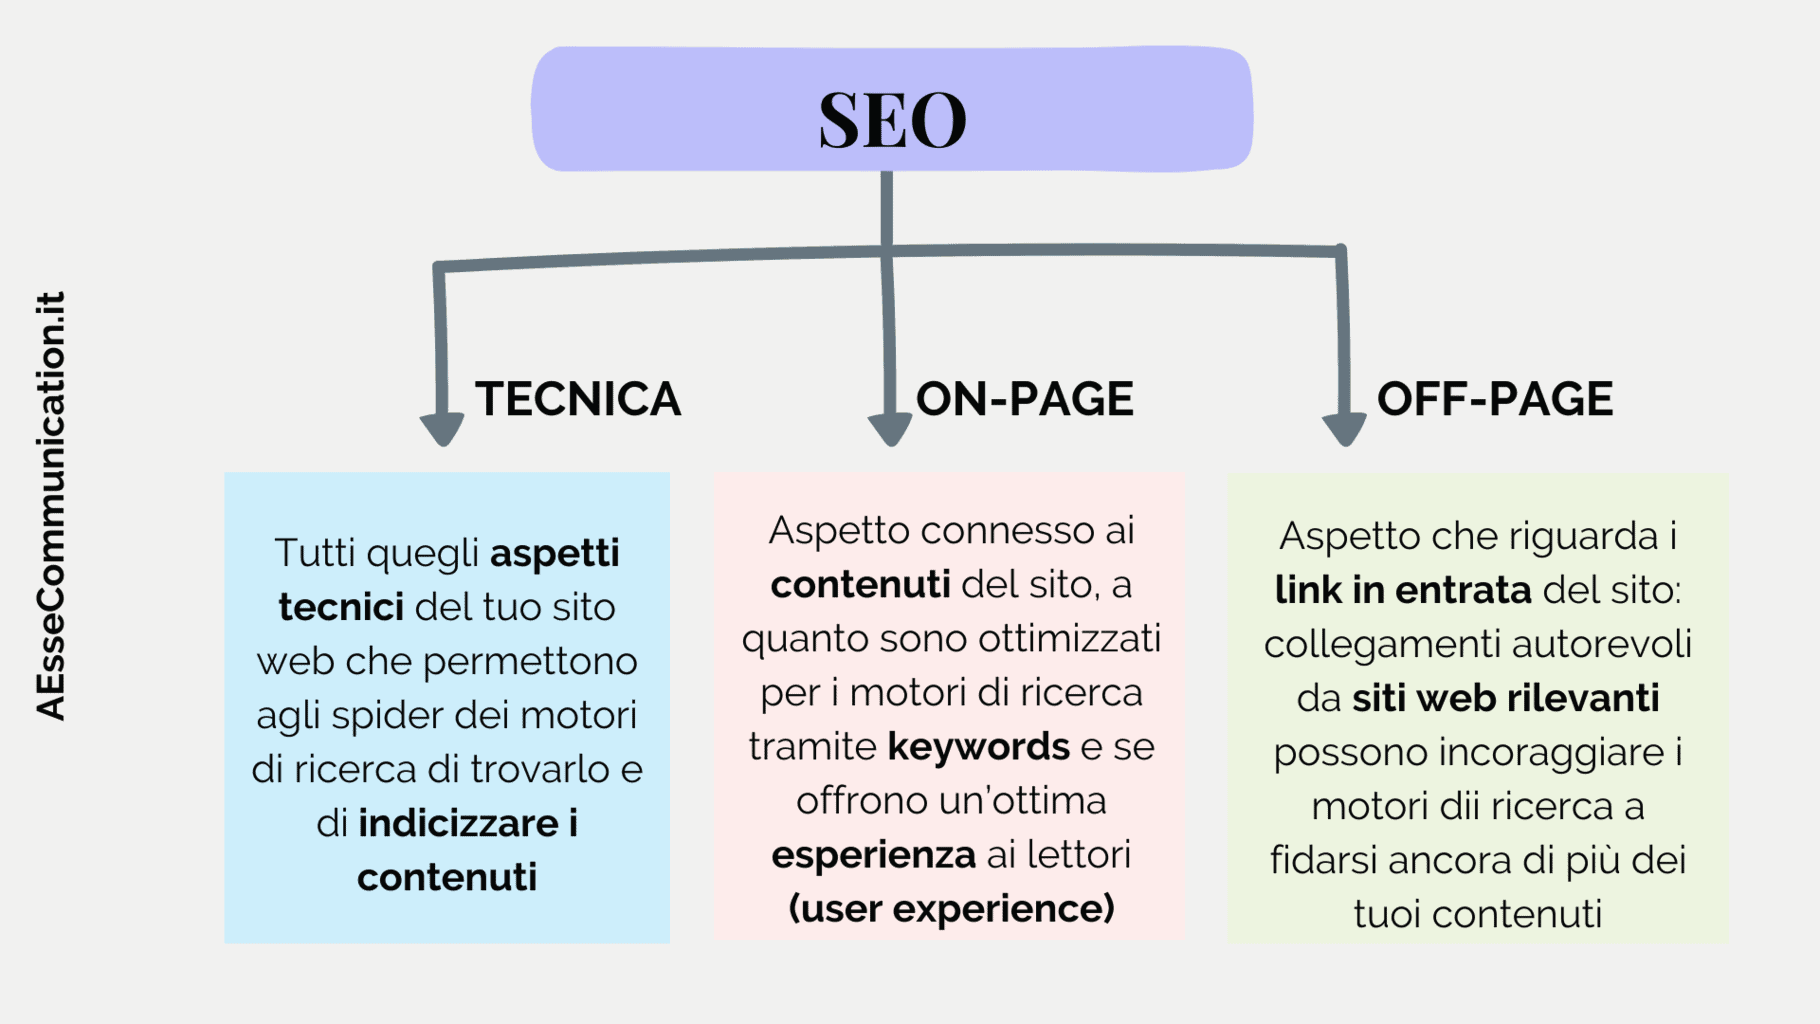 SEO
AEsseCommunication.it
TECNICA
Tutti quegli aspetti
tecnici del tuo sito
web che permettono
agli spider dei motori
di ricerca di trovarlo e
di indicizzare i
contenuti
ON-PAGE
Aspetto connesso ai
contenuti del sito, a
quanto sono ottimizzati
per i motori di ricerca
tramite keywords e se
offrono un’ottima
esperienza ai lettori
(user experience)
OFF-PAGE
Aspetto che riguarda i
link in entrata del sito:
collegamenti autorevoli
da siti web rilevanti
possono incoraggiare i
motori dii ricerca a
fidarsi ancora di più dei
tuoi contenuti